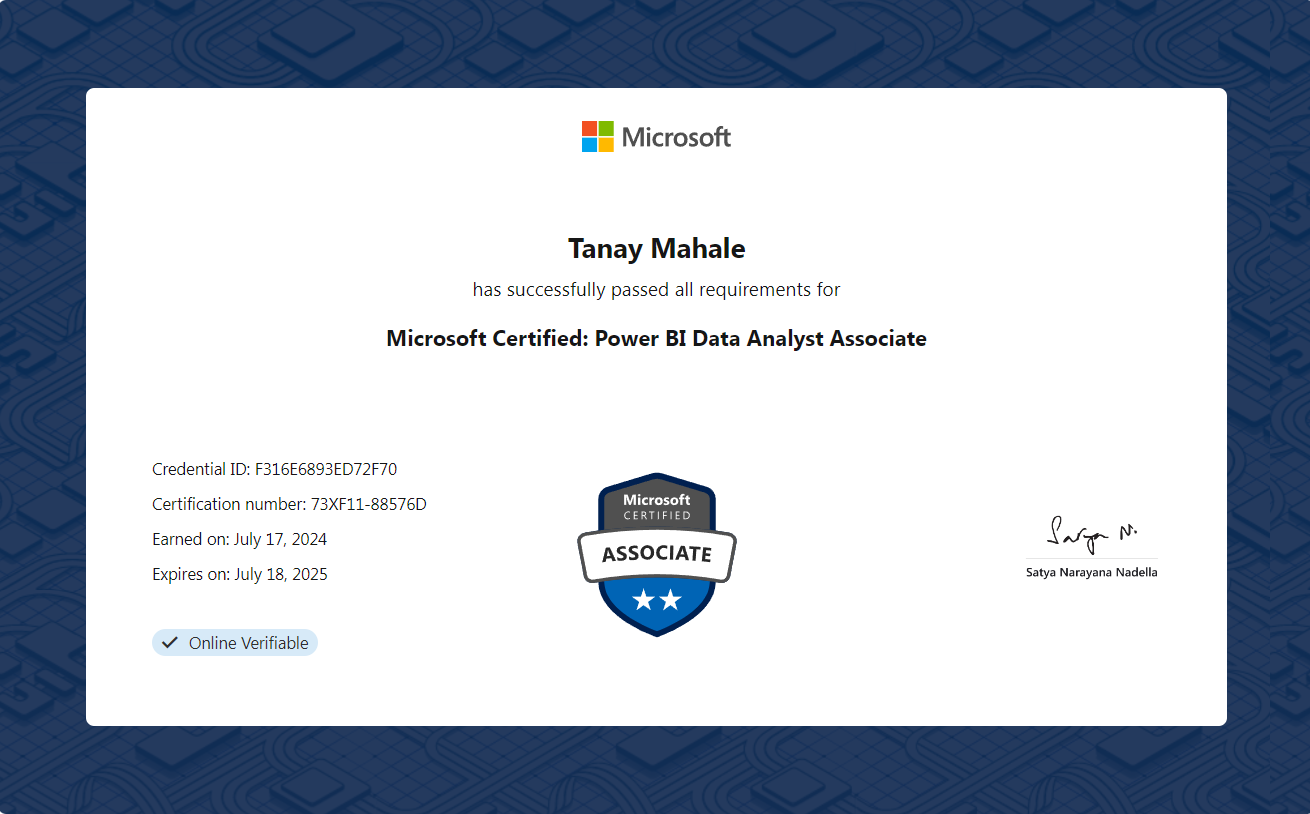 Microsoft
Tanay Mahale
has successfully passed all requirements for
Microsoft Certified: Power BI Data Analyst Associate
Credential ID: F316E6893ED72F70
Certification number: 73XF11-88576D
Earned on: July 17, 2024
Expires on: July 18, 2025
Online Verifiable
Microsoft
CERTIFIED
ASSOCIATE
Satya N.
Satya Narayana Nadella